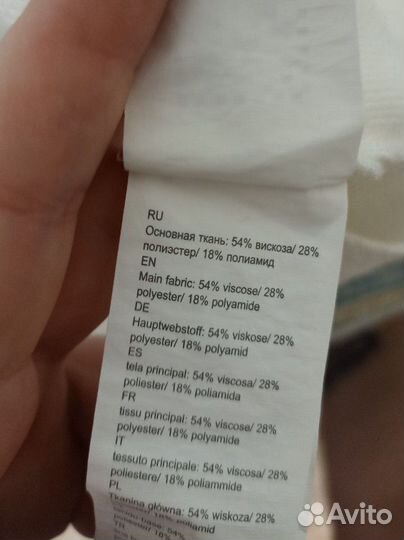 RU
Основная ткань: 54% вискоза/ 28%
полиэстер/ 18% полиамид
EN
Main fabric: 54% viscose/ 28%
polyester/ 18% polyamide
DE
Hauptwebstoff: 54% viskose/ 28%
polyester/ 18% polyamid
ES
tela principal: 54% viscosa/ 28%
poliester/ 18% poliamida
FR
tissu principal: 54% viscose/ 28%
polyester/ 18% polyamide
IT
tessuto principale: 54% viscosa/ 28%
poliestere/ 18% poliammide
PL
Tkanina główna: 54% wiskoza/ 28%
18% poliamid
TR
Avito